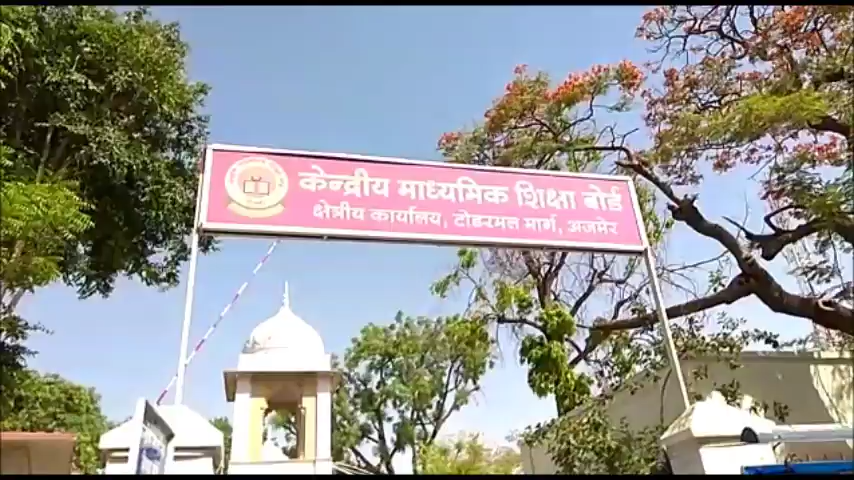 केन्द्रीय माध्यमिक शिक्षा बोर्ड
क्षेत्रीय कार्यालय, टोडरमल मार्ग, अजमेर